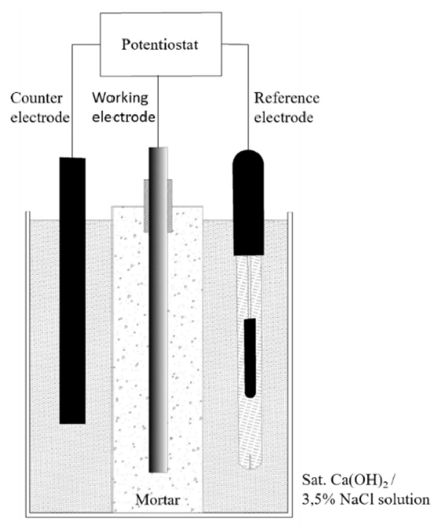 Potentiostat
Counter
electrode
Working
electrode
Reference
electrode
Mortar
Sat. Ca(OH)₂ /
3,5% NaCl solution